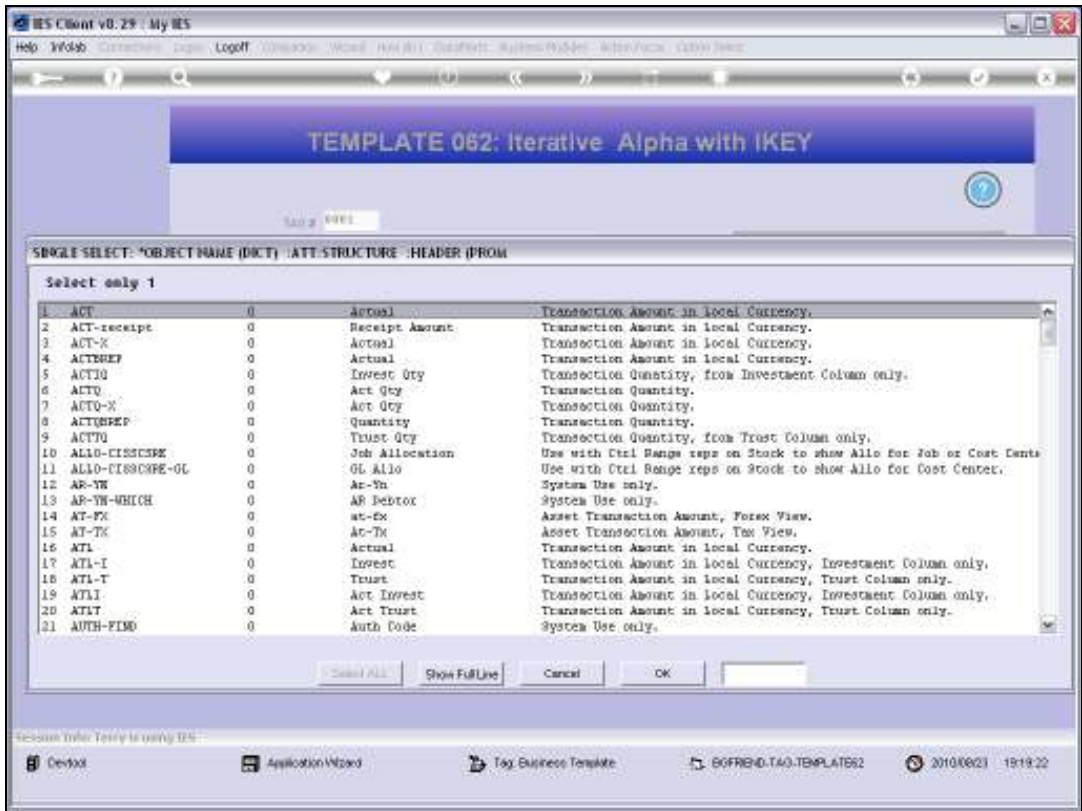 IES Client v8.29 : My IES
Help Infolab Logoff
TEMPLATE 062: Iterative Alpha with IKEY
0001
SINGLE SELECT: *OBJECT NAME (DICT) :ATT:STRUCTURE :HEADER (PROM
Select only 1
1 ACT 0 Actual Transaction Amount in Local Currency.
2 ACT-receipt 0 Receipt Amount Transaction Amount in Local Currency.
3 ACT-X 0 Actual Transaction Amount in Local Currency.
4 ACTBREP 0 Actual Transaction Amount in Local Currency.
5 ACTIQ 0 Invest Qty Transaction Qunatity, from Investment Column only.
6 ACTQ 0 Act Qty Transaction Quantity.
7 ACTQ-X 0 Act Qty Transaction Quantity.
8 ACTQBREP 0 Quantity Transaction Quantity.
9 ACTTQ 0 Trust Qty Transaction Quantity, from Trust Column only.
10 ALLO-CISSCSRE 0 Job Allocation Use with Ctrl Range reps on Stock to show Allo for Job or Cost Cente
11 0 GL Allo Use with Ctrl Range reps on Stock to show Allo for Cost Center.
12 AR-YN 0 Ar-Yn System Use only.
13 AR-YN-WHICH 0 AR Debtor System Use only.
14 AT-FX 0 at-fx Asset Transaction Amount, Forex View.
15 AT-TX 0 At-Tx Asset Transaction Amount, Tax View.
16 ATL 0 Actual Transaction Amount in Local Currency.
17 ATL-I 0 Invest Transaction Amount in Local Currency, Investment Column only.
18 ATL-T 0 Trust Transaction Amount in Local Currency, Trust Column only.
19 ATLI 0 Act Invest Transaction Amount in Local Currency, Investment Column only.
20 ATLT 0 Act Trust Transaction Amount in Local Currency, Trust Column only.
21 AUTH-FIND 0 Auth Code System Use only.
Select ALL Show Full Line Cancel OK
Session Info: Terry is using IES
Devtool Application Wizard Tag: Business Template BGFRIEND-TAG-TEMPLATE62 2010/08/23 19:19:22